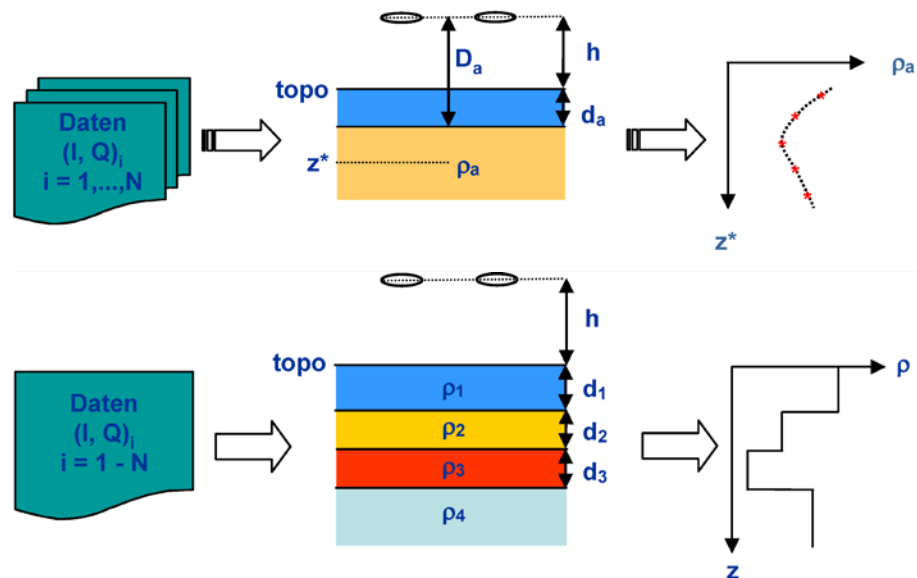 Daten
(I, Q)i
i = 1,...,N
topo
z*
Da
h
da
ρa
ρa
z*
Daten
(I, Q)i
i = 1 - N
topo
h
ρ1
d1
ρ2
d2
ρ3
d3
ρ4
ρ
z